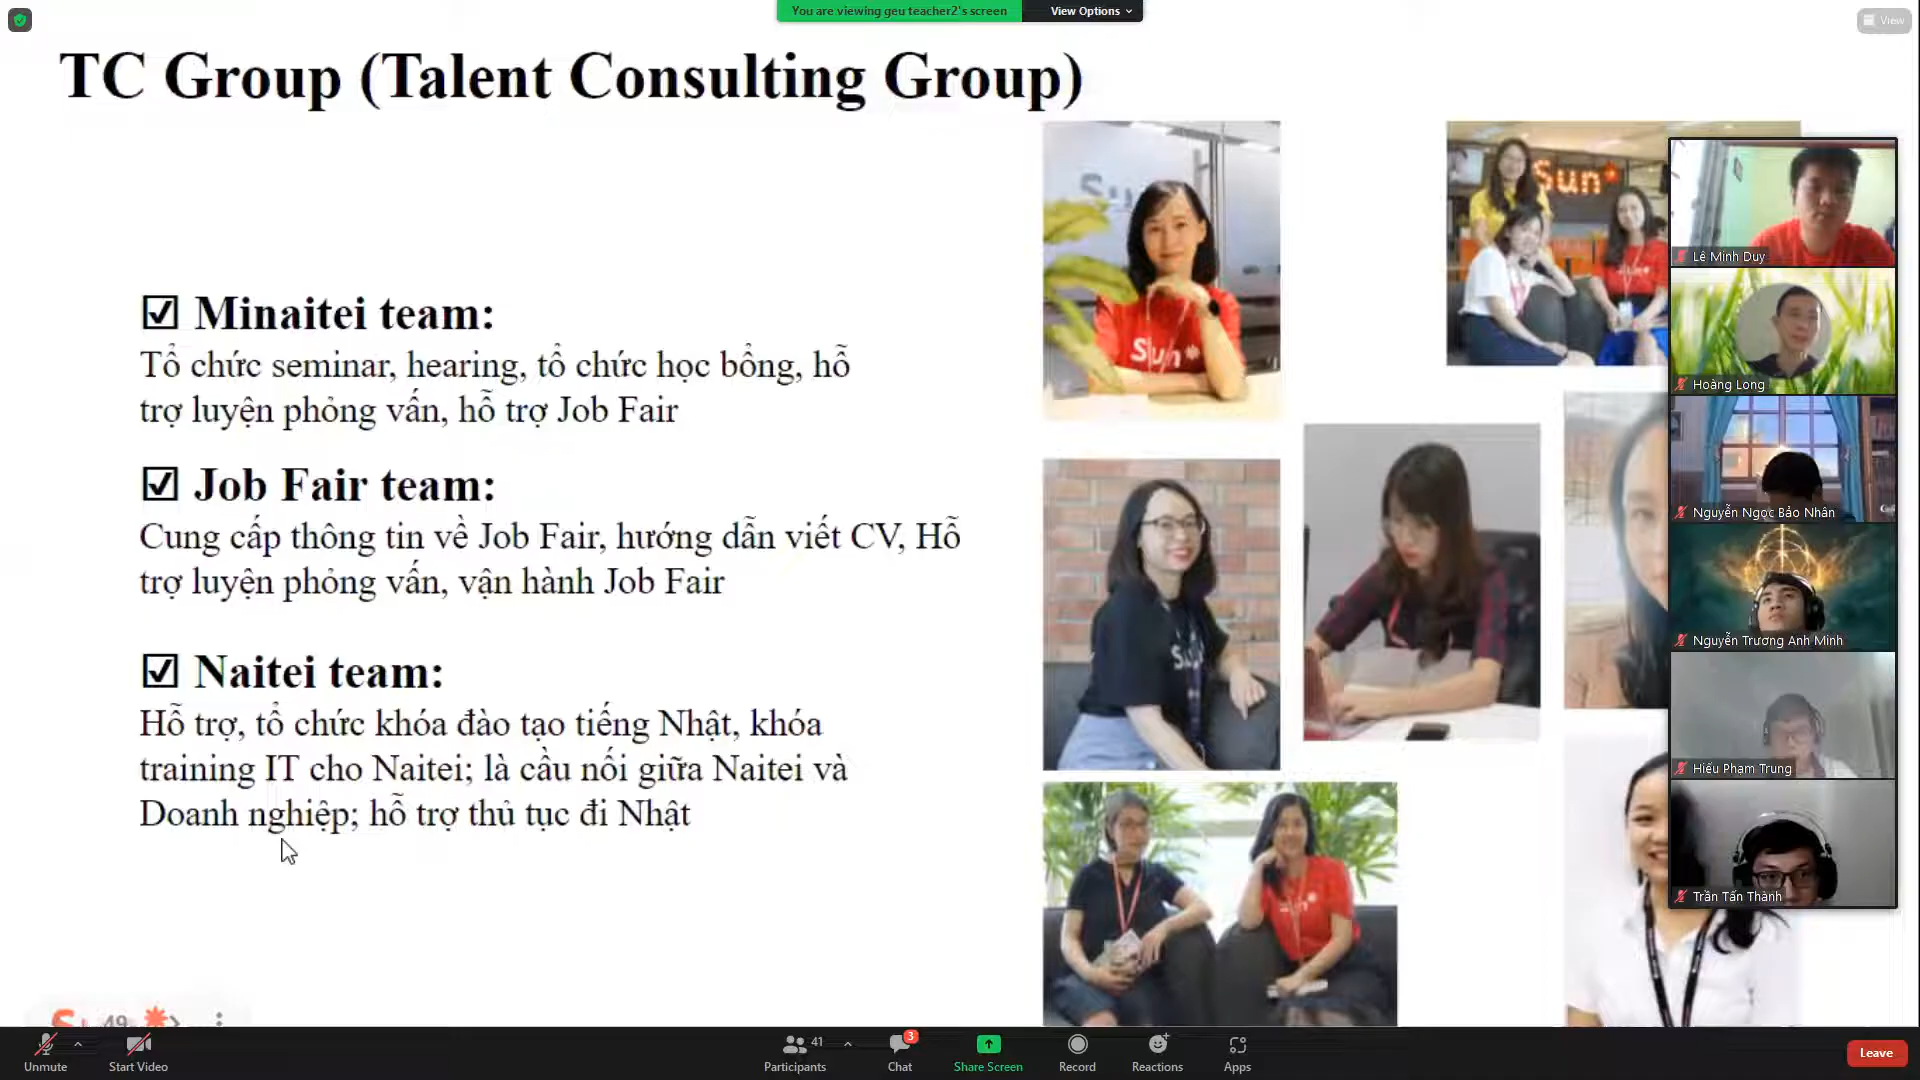 You are viewing geu teacher2's screen
View Options
View
TC Group (Talent Consulting Group)
☑ Minaitei team:
Tổ chức seminar, hearing, tổ chức học bổng, hỗ
trợ luyện phỏng vấn, hỗ trợ Job Fair
☑ Job Fair team:
Cung cấp thông tin về Job Fair, hướng dẫn viết CV, Hỗ
trợ luyện phỏng vấn, vận hành Job Fair
☑ Naitei team:
Hỗ trợ, tổ chức khóa đào tạo tiếng Nhật, khóa
training IT cho Naitei; là cầu nối giữa Naitei và
Doanh nghiệp; hỗ trợ thủ tục đi Nhật
Sun*
Sun*
Sun*
Lê Minh Duy
Hoàng Long
Nguyễn Ngọc Bảo Nhân
Nguyễn Trương Anh Minh
Hiếu Phạm Trung
Trần Tấn Thành
49
Unmute
Start Video
Participants
41
Chat
3
Share Screen
Record
Reactions
Apps
Leave